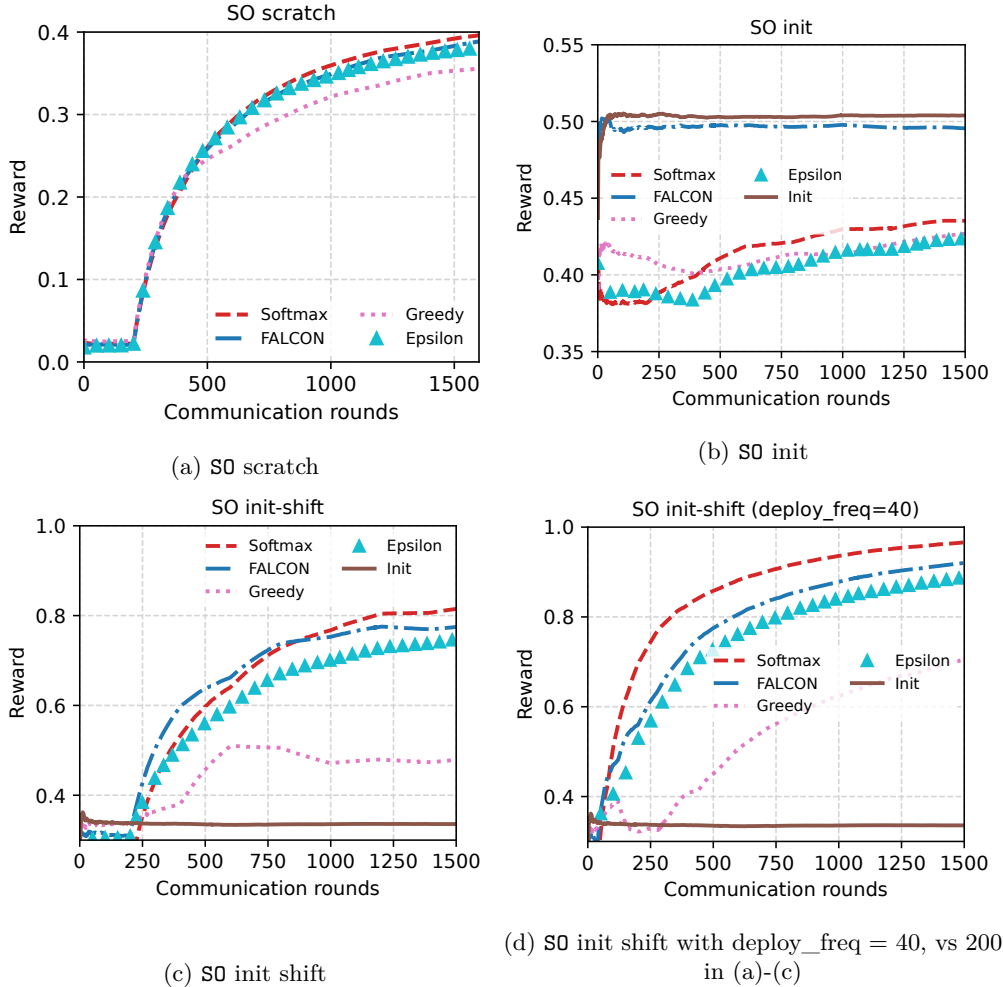 SO scratch
0.4
0.3
0.2
0.1
0.0
Reward
Softmax
FALCON
Greedy
Epsilon
0 500 1000 1500
Communication rounds
(a) SO scratch
SO init
0.55
0.50
0.45
0.40
0.35
Reward
Softmax
FALCON
Greedy
Epsilon
Init
0 250 500 750 1000 1250 1500
Communication rounds
(b) SO init
SO init-shift
1.0
0.8
0.6
0.4
Reward
Softmax
FALCON
Greedy
Epsilon
Init
0 250 500 750 1000 1250 1500
Communication rounds
(c) SO init shift
SO init-shift (deploy_freq=40)
1.0
0.8
0.6
0.4
Reward
Softmax
FALCON
Greedy
Epsilon
Init
0 250 500 750 1000 1250 1500
Communication rounds
(d) SO init shift with deploy_freq = 40, vs 200
in (a)-(c)